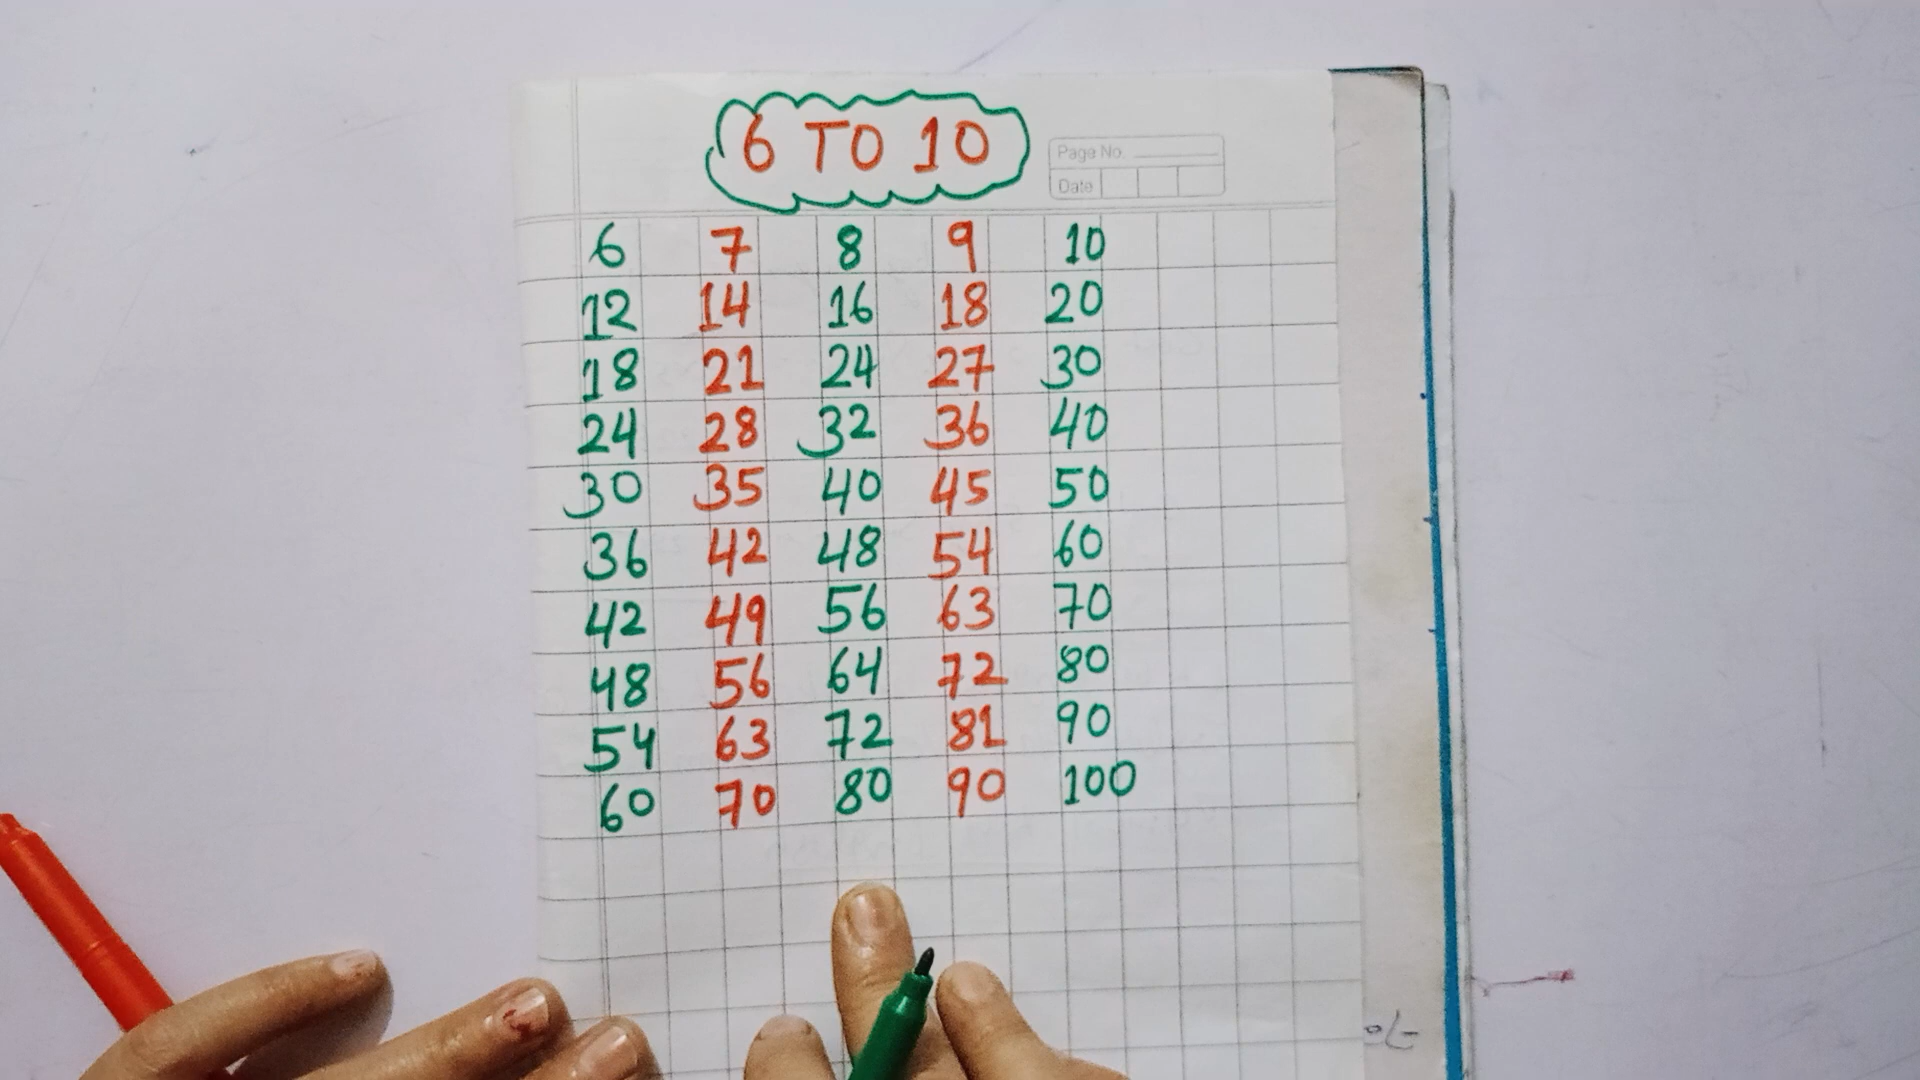 6 TO 10
Page No.
Date
6 7 8 9 10
12 14 16 18 20
18 21 24 27 30
24 28 32 36 40
30 35 40 45 50
36 42 48 54 60
42 49 56 63 70
48 56 64 72 80
54 63 72 81 90
60 70 80 90 100